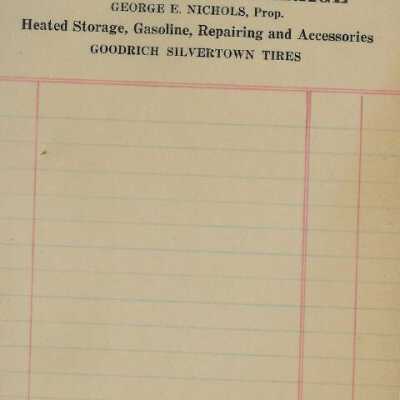 GEORGE E. NICHOLS, Prop.
Heated Storage, Gasoline, Repairing and Accessories
GOODRICH SILVERTOWN TIRES